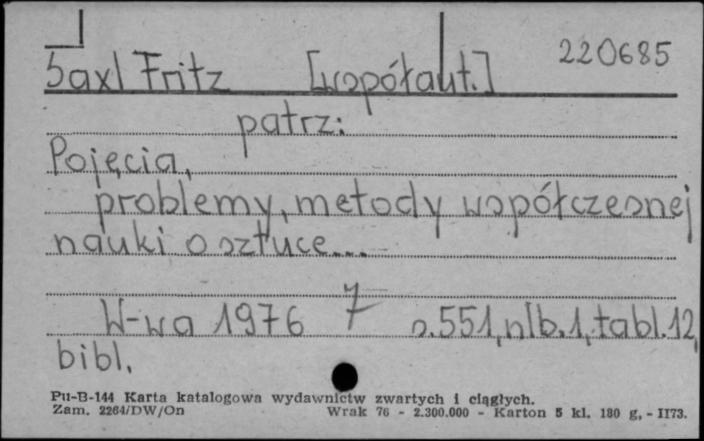 220685
Saxl Fritz [współaut.]
patrz:
Pojęcia,
problemy, metody współczesnej
nauki o sztuce...
W-wa 1976 7 s.551, nlb.1, tabl.12,
bibl.
Pu-B-144 Karta katalogowa wydawnictw zwartych i ciągłych.
Zam. 2264/DW/On Wrak 76 - 2.300.000 - Karton 5 kl. 180 g. - II73.